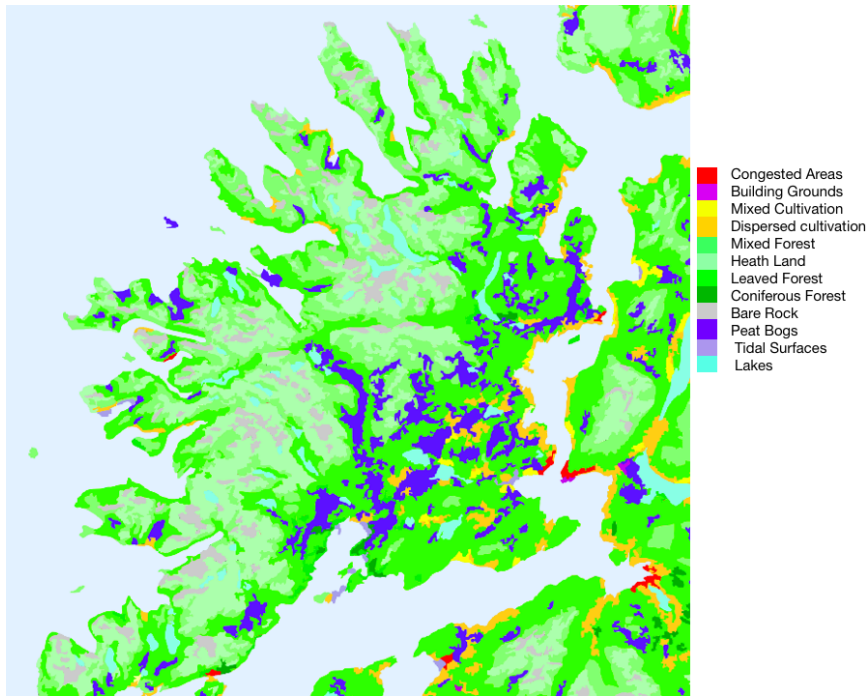 Congested Areas
Building Grounds
Mixed Cultivation
Dispersed cultivation
Mixed Forest
Heath Land
Leaved Forest
Coniferous Forest
Bare Rock
Peat Bogs
Tidal Surfaces
Lakes